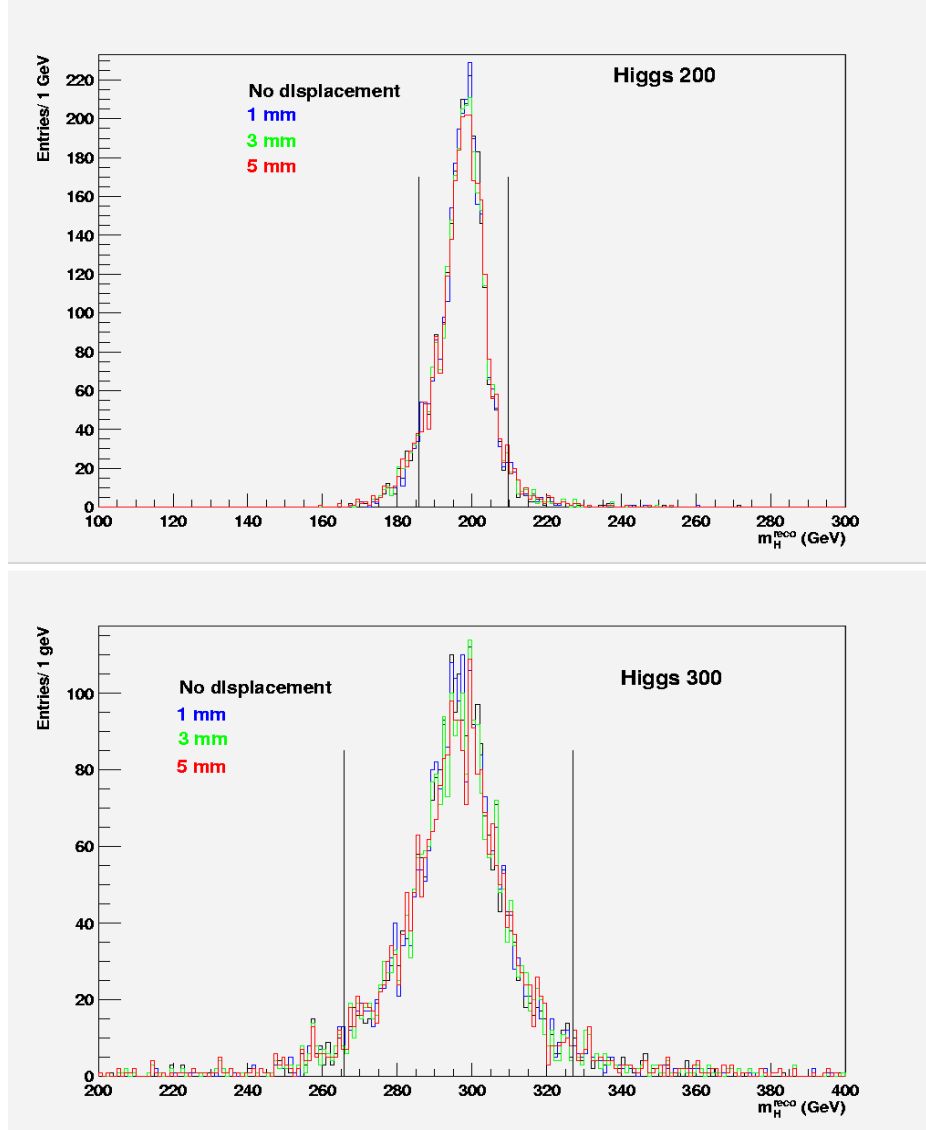 Higgs 200
Entries/ 1 GeV
No dIsplacement
1 mm
3 mm
5 mm
220
200
180
160
140
120
100
80
60
40
20
0
100 120 140 160 180 200 220 240 260 280 300
m_H^reco (GeV)
Higgs 300
Entries/ 1 geV
No dIsplacement
1 mm
3 mm
5 mm
100
80
60
40
20
0
200 220 240 260 280 300 320 340 360 380 400
m_H^reco (GeV)